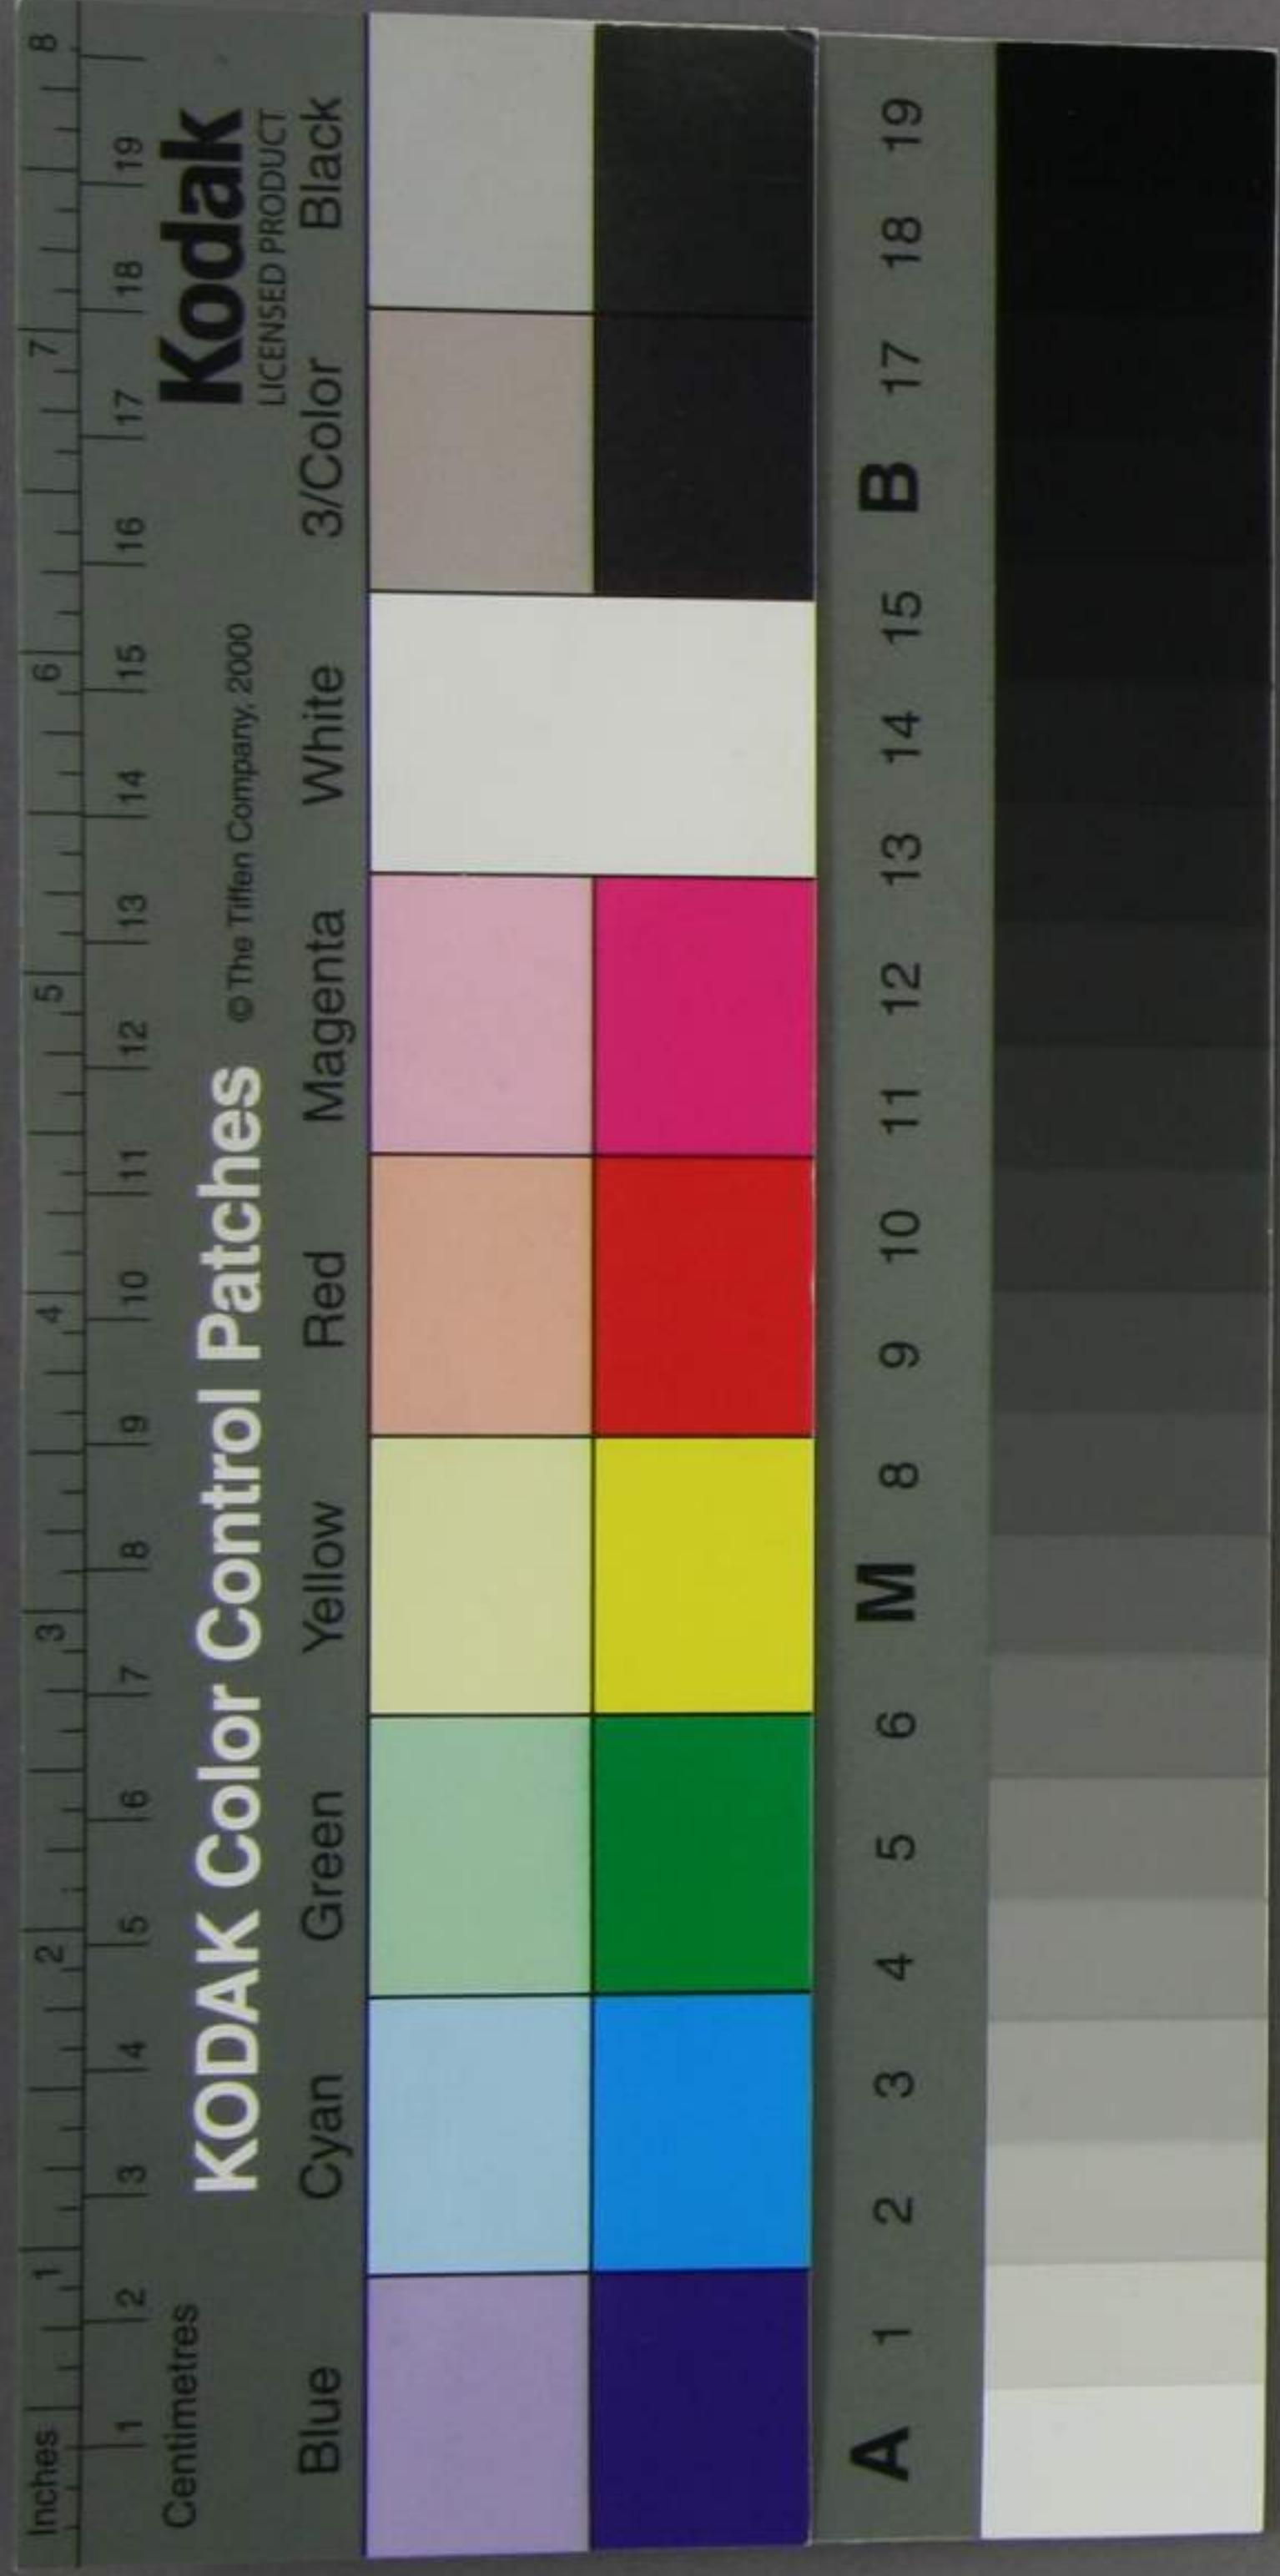 Inches 1 2 3 4 5 6 7 8
Centimetres 1 2 3 4 5 6 7 8 9 10 11 12 13 14 15 16 17 18 19
KODAK Color Control Patches © The Tiffen Company, 2000 Kodak
LICENSED PRODUCT
Blue Cyan Green Yellow Red Magenta White 3/Color Black
A 1 2 3 4 5 6 M 8 9 10 11 12 13 14 15 B 17 18 19